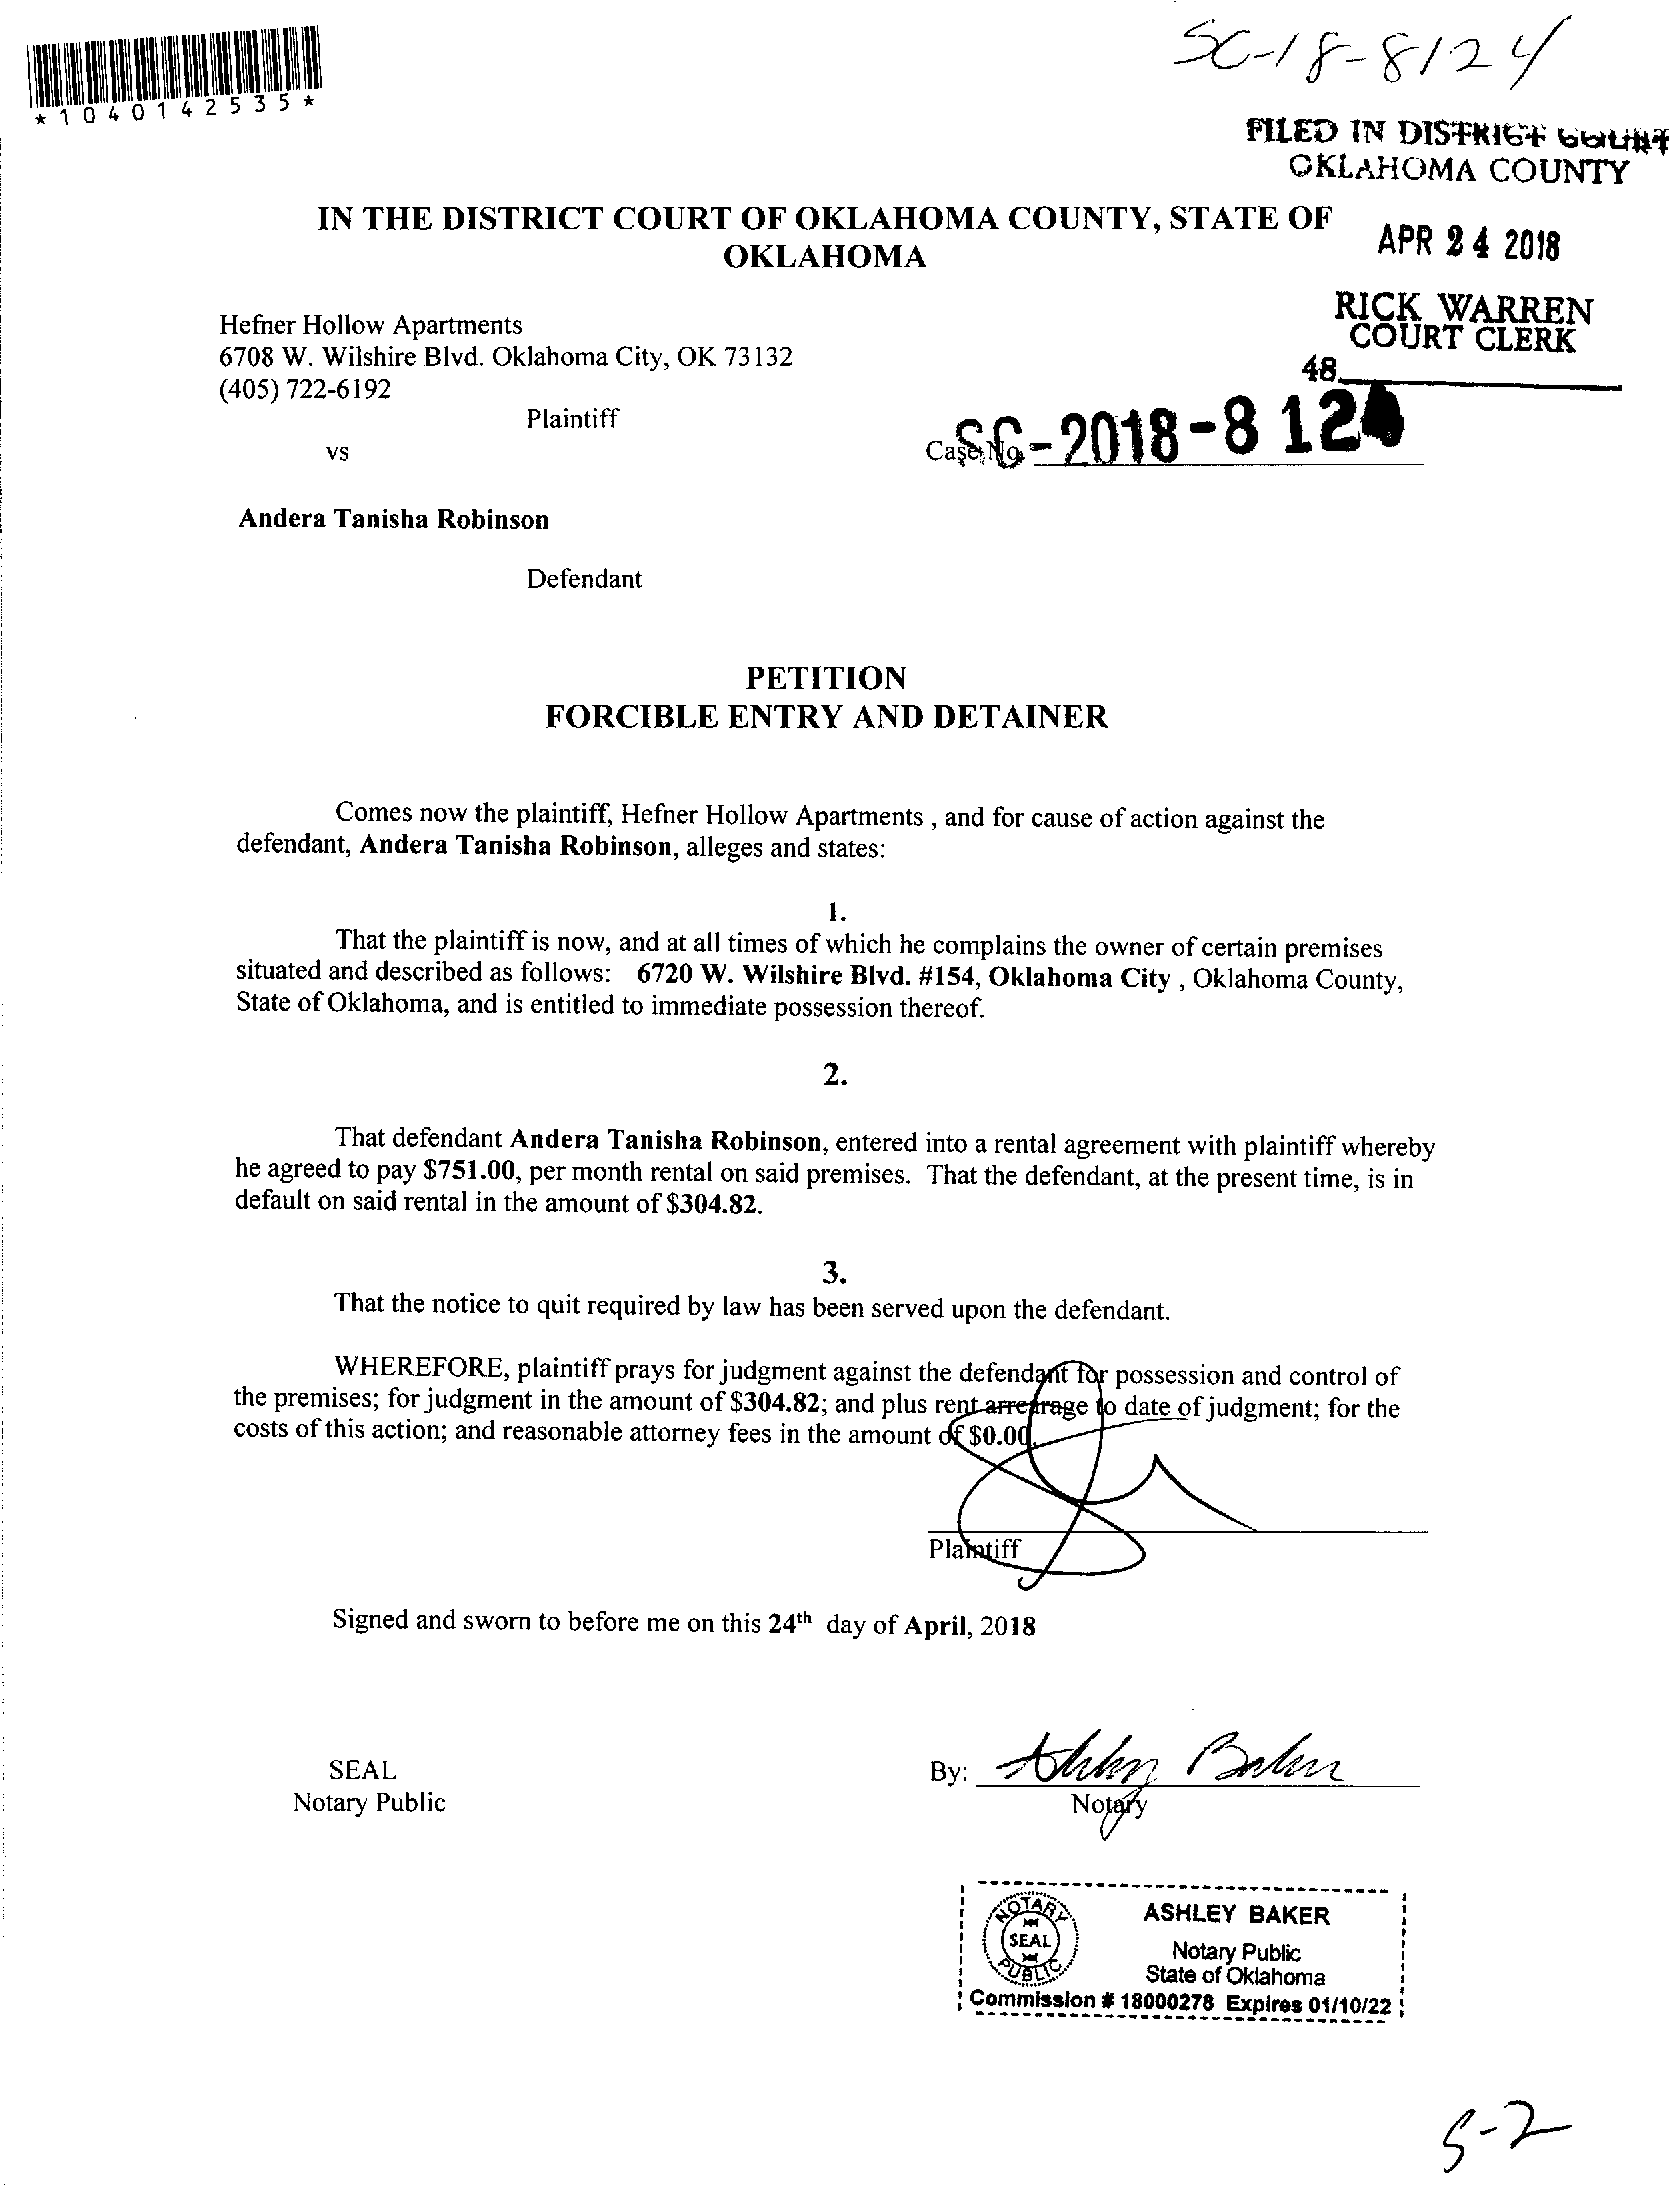 SC-18-8124
*1040142535*
FILED IN DISTRICT COURT
OKLAHOMA COUNTY
IN THE DISTRICT COURT OF OKLAHOMA COUNTY, STATE OF
OKLAHOMA
APR 24 2018
RICK WARREN
COURT CLERK
48
Hefner Hollow Apartments
6708 W. Wilshire Blvd. Oklahoma City, OK 73132
(405) 722-6192
Plaintiff
vs
Case No. SC-2018-8124
Andera Tanisha Robinson
Defendant
PETITION
FORCIBLE ENTRY AND DETAINER
Comes now the plaintiff, Hefner Hollow Apartments , and for cause of action against the
defendant, Andera Tanisha Robinson, alleges and states:
1.
That the plaintiff is now, and at all times of which he complains the owner of certain premises
situated and described as follows: 6720 W. Wilshire Blvd. #154, Oklahoma City , Oklahoma County,
State of Oklahoma, and is entitled to immediate possession thereof.
2.
That defendant Andera Tanisha Robinson, entered into a rental agreement with plaintiff whereby
he agreed to pay $751.00, per month rental on said premises. That the defendant, at the present time, is in
default on said rental in the amount of $304.82.
3.
That the notice to quit required by law has been served upon the defendant.
WHEREFORE, plaintiff prays for judgment against the defendant for possession and control of
the premises; for judgment in the amount of $304.82; and plus rent arrearage to date of judgment; for the
costs of this action; and reasonable attorney fees in the amount of $0.00.
Plaintiff
Signed and sworn to before me on this 24th day of April, 2018
SEAL
Notary Public
By: Ashley Baker
Notary
NOTARY
SEAL
PUBLIC
ASHLEY BAKER
Notary Public
State of Oklahoma
Commission # 18000278 Expires 01/10/22
5-2